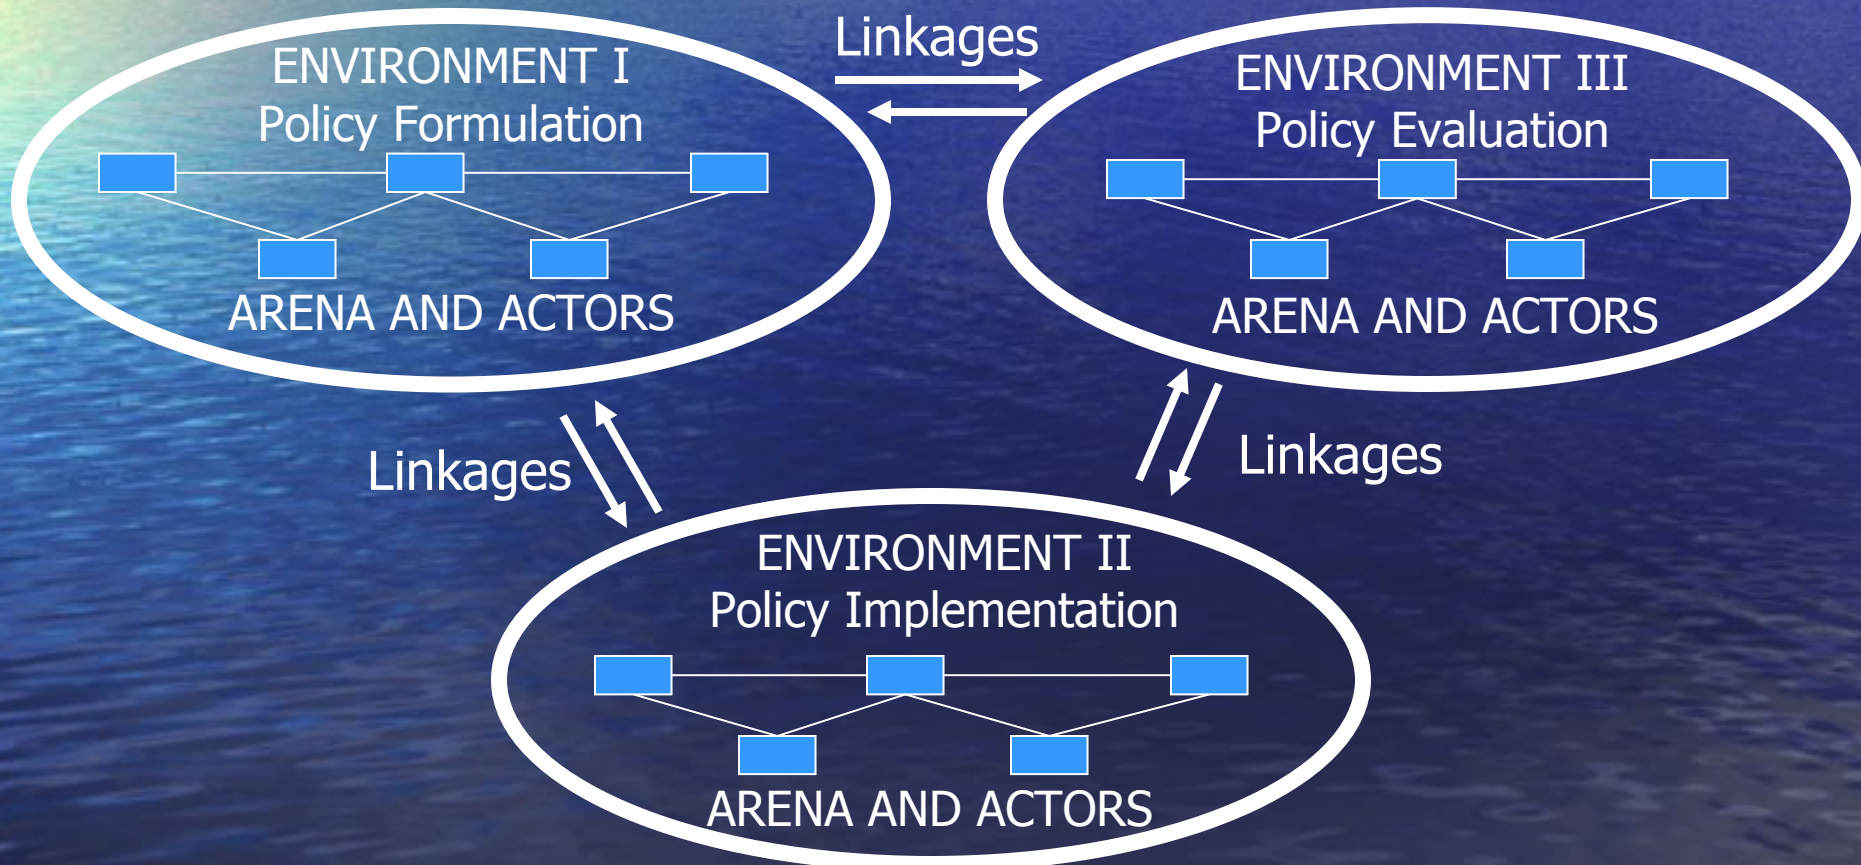 ENVIRONMENT I
Policy Formulation
ARENA AND ACTORS
Linkages
ENVIRONMENT III
Policy Evaluation
ARENA AND ACTORS
Linkages
Linkages
ENVIRONMENT II
Policy Implementation
ARENA AND ACTORS